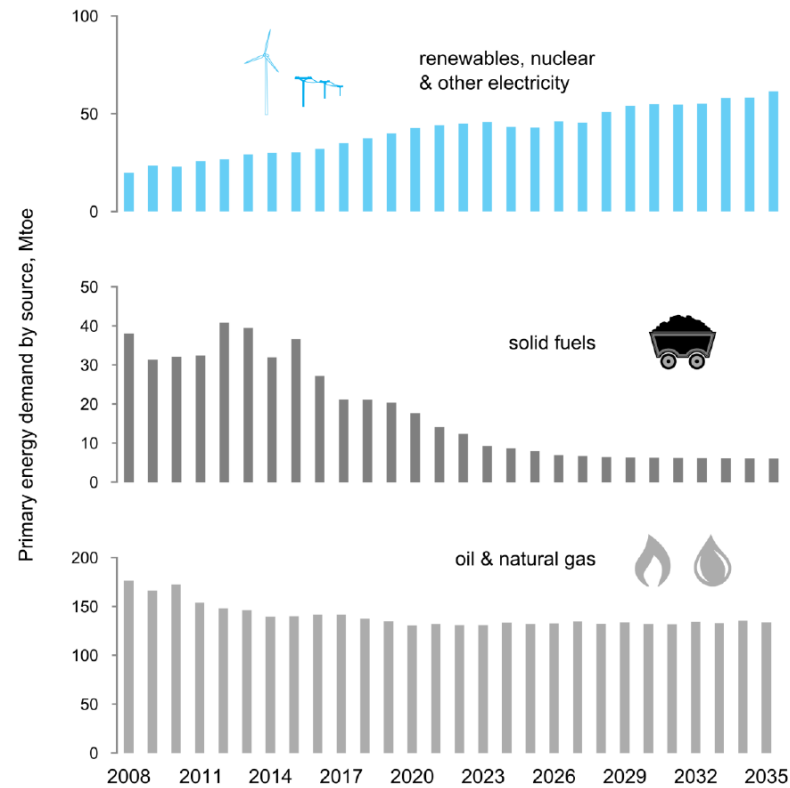 Primary energy demand by source, Mtoe
100
50
0
renewables, nuclear
& other electricity
50
40
30
20
10
0
solid fuels
200
150
100
50
0
oil & natural gas
2008 2011 2014 2017 2020 2023 2026 2029 2032 2035